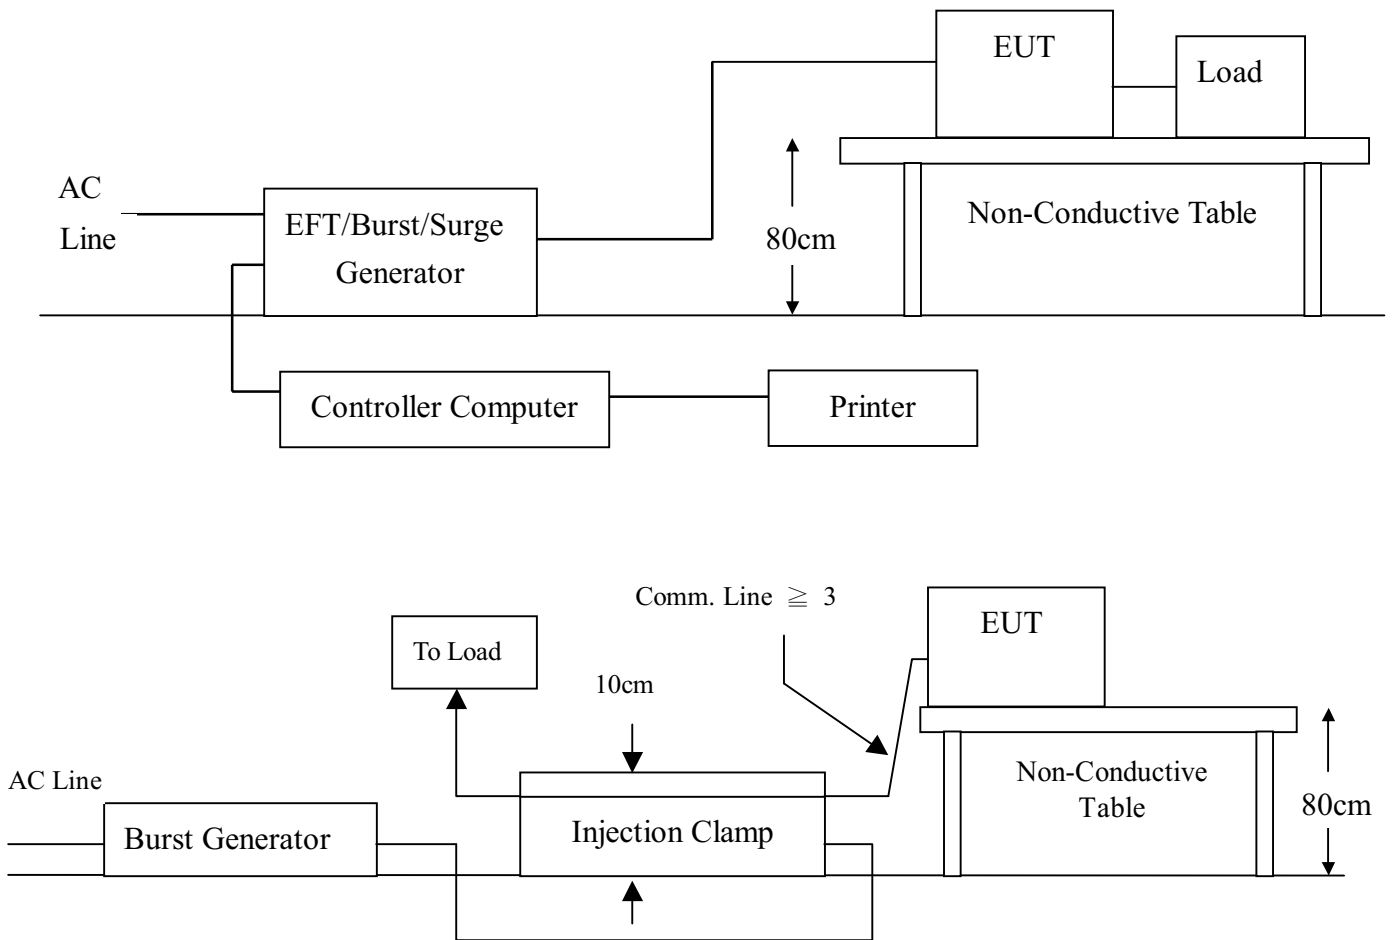 EUT
Load
AC
Line
EFT/Burst/Surge
Generator
80cm
Non-Conductive Table
Controller Computer
Printer
Comm. Line ≧ 3
EUT
To Load
10cm
AC Line
Burst Generator
Injection Clamp
Non-Conductive
Table
80cm